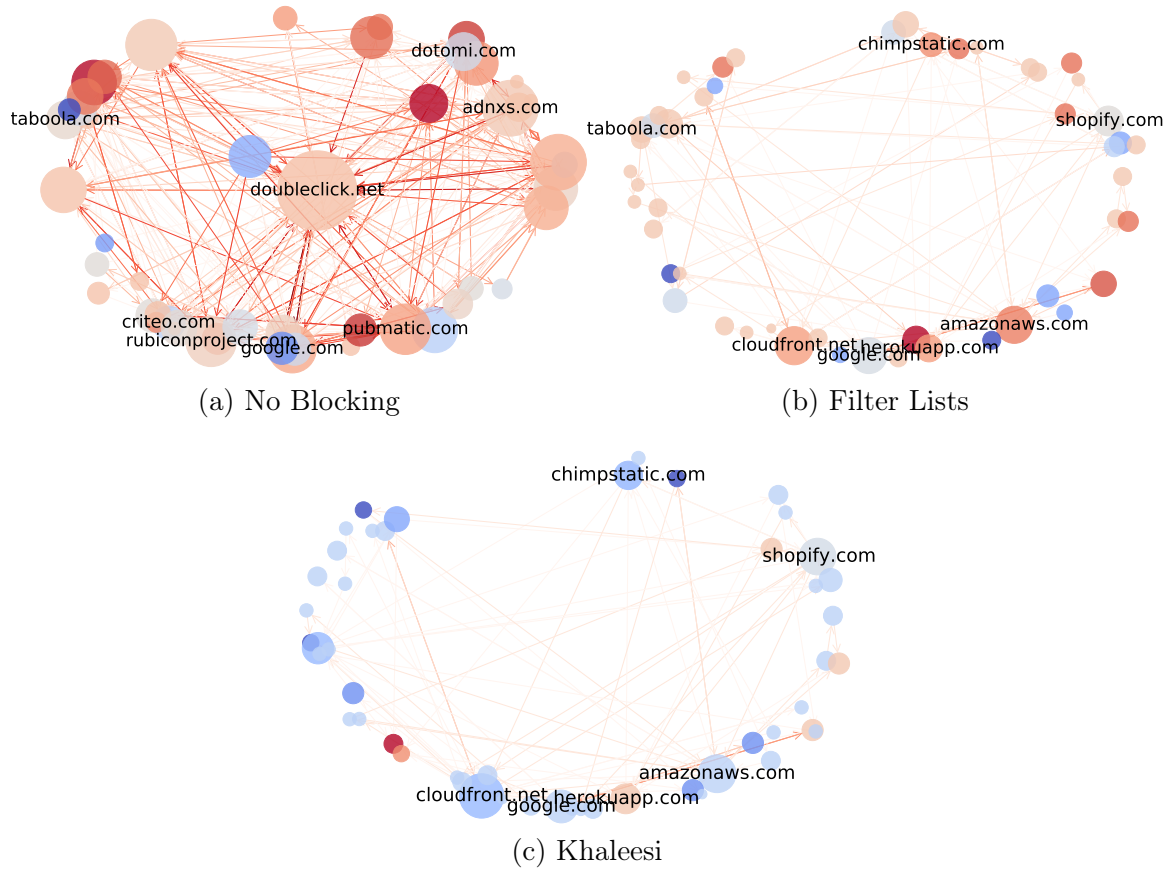 dotomi.com
adnxs.com
taboola.com
doubleclick.net
criteo.com
pubmatic.com
rubiconproject.com
google.com
(a) No Blocking
chimpstatic.com
shopify.com
taboola.com
amazonaws.com
cloudfront.net
herokuapp.com
google.com
(b) Filter Lists
chimpstatic.com
shopify.com
amazonaws.com
cloudfront.net
herokuapp.com
google.com
(c) Khaleesi